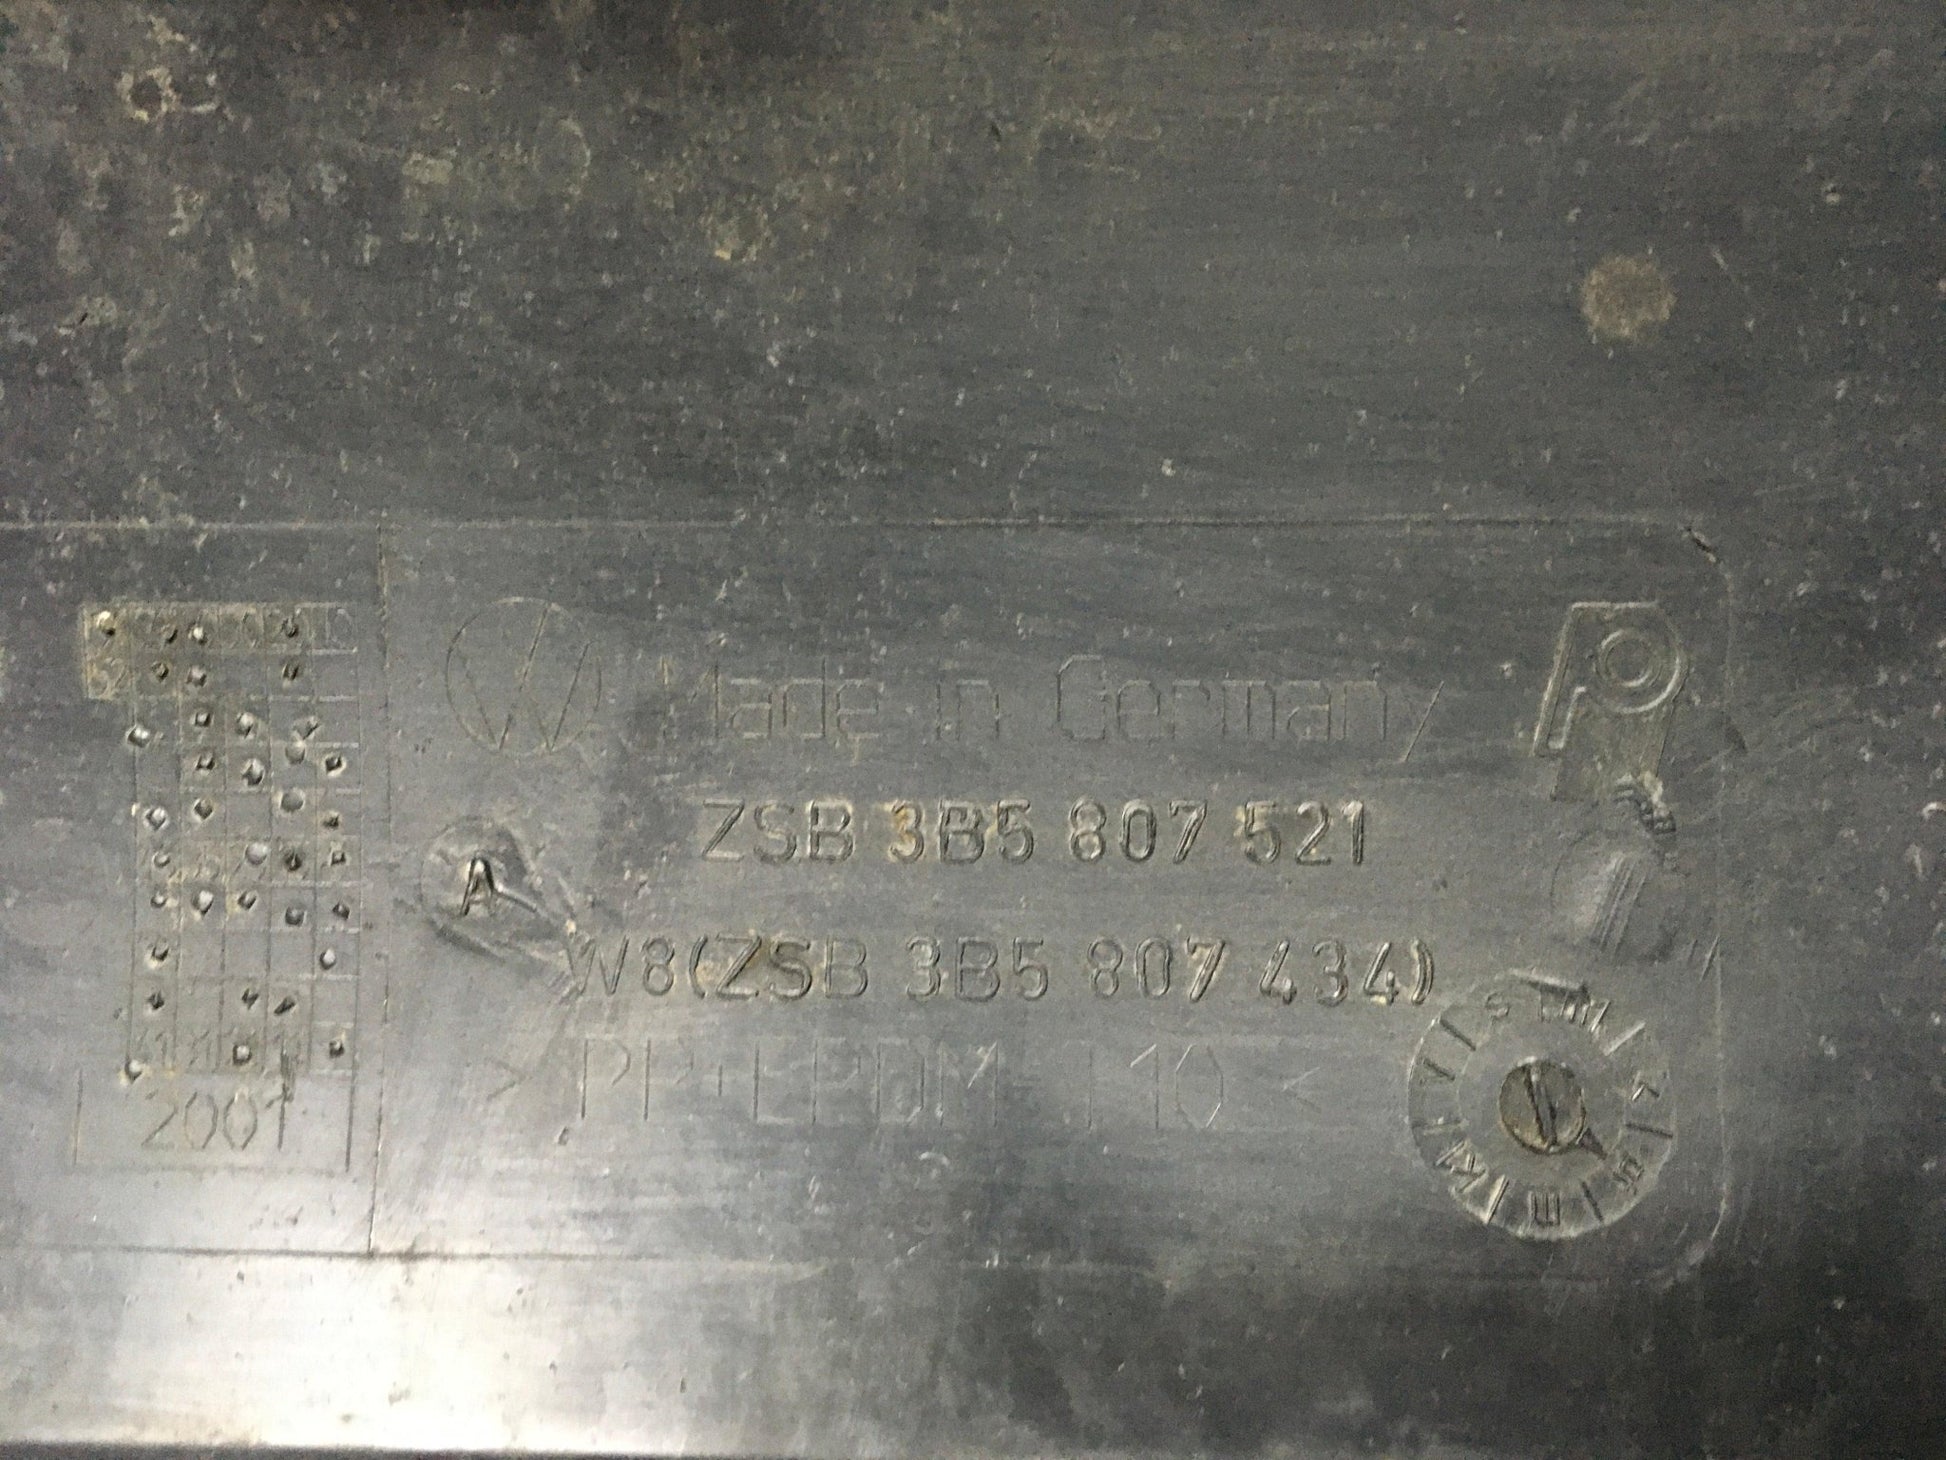 Made in Germany
ZSB 3B5 807 521
A
W8(ZSB 3B5 807 434)
> PP+EPDM T10 <
2001